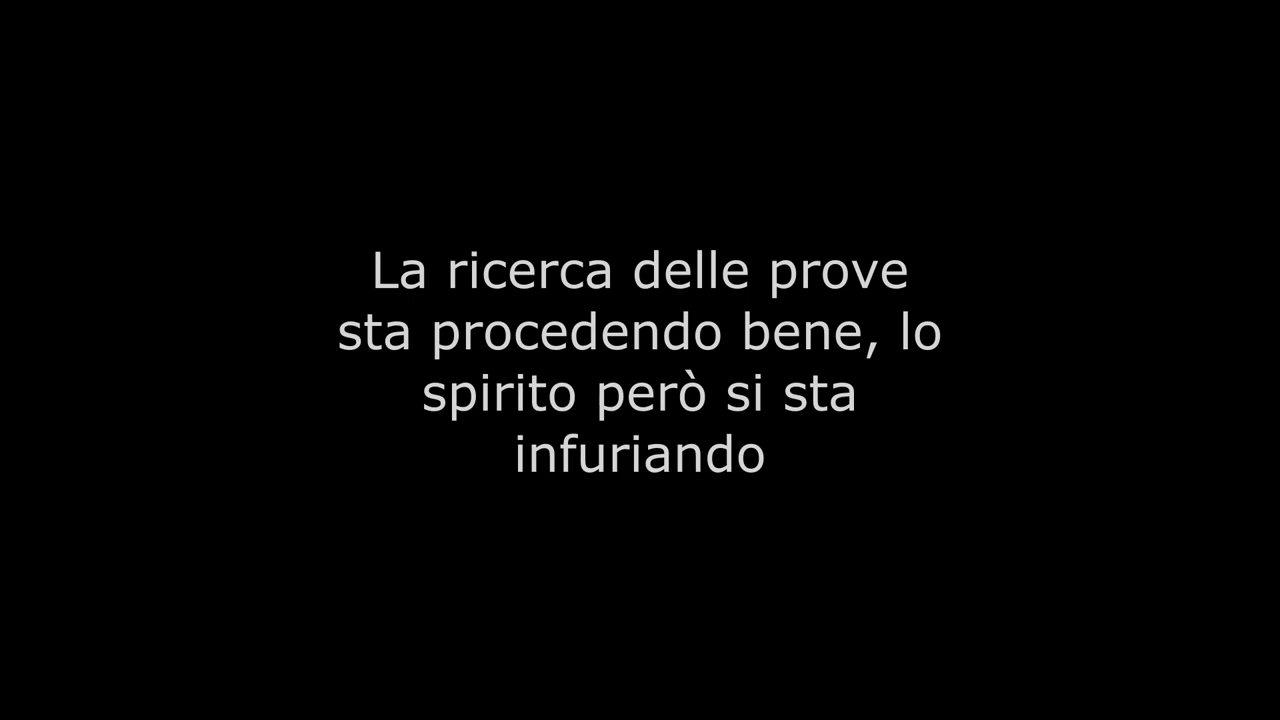 La ricerca delle prove
sta procedendo bene, lo
spirito però si sta
infuriando